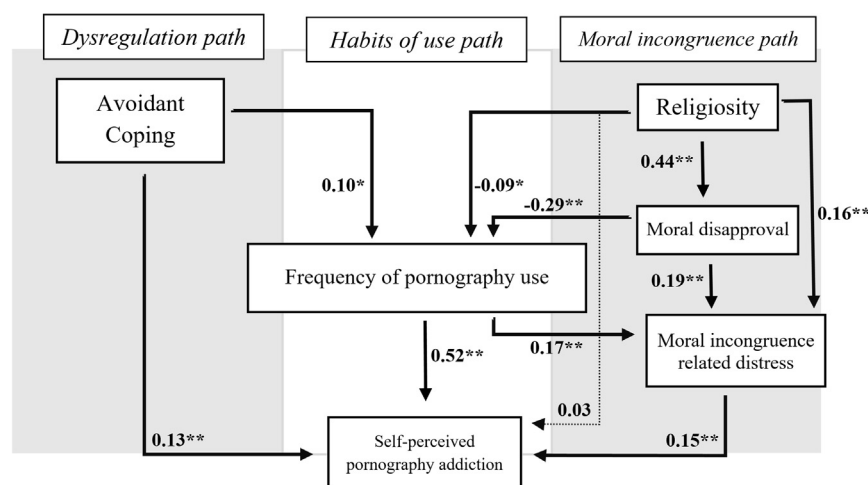 Dysregulation path
Habits of use path
Moral incongruence path
Avoidant
Coping
Religiosity
0.44**
0.10*
-0.09*
-0.29**
0.16**
Moral disapproval
Frequency of pornography use
0.19**
0.17**
Moral incongruence
related distress
0.52**
0.03
Self-perceived
pornography addiction
0.13**
0.15**